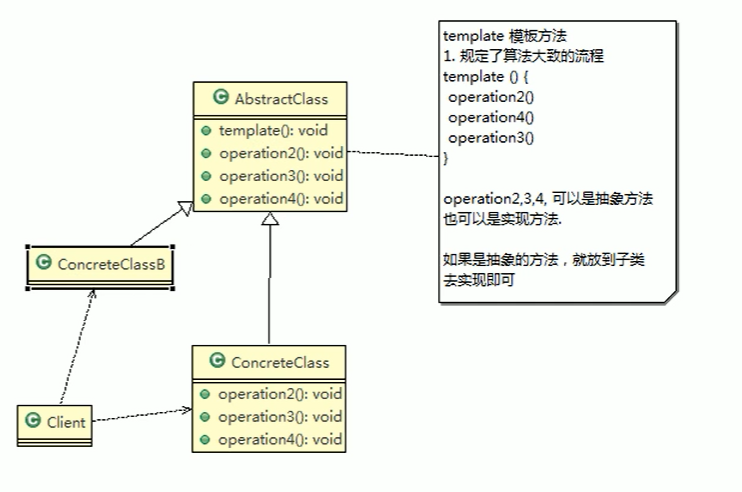 AbstractClass
template(): void
operation2(): void
operation3(): void
operation4(): void
template 模板方法
1. 规定了算法大致的流程
template () {
operation2()
operation4()
operation3()
}
operation2,3,4, 可以是抽象方法
也可以是实现方法.
如果是抽象的方法，就放到子类
去实现即可
C ConcreteClassB
C ConcreteClass
operation2(): void
operation3(): void
operation4(): void
C Client